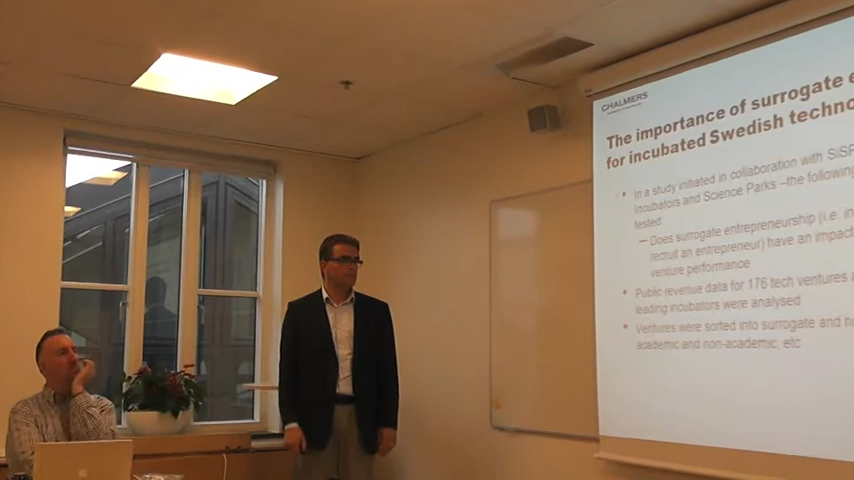 CHALMERS
The importance of surrogate
for incubated Swedish techn
• In a study initiated in collaboration with SiSP
Incubators and Science Parks –the following
tested
– Does surrogate entrepreneurship (i.e
recruit an entrepreneur) have an impact
venture performance
• Public revenue data for 176 tech ventures
leading incubators were analysed
• Ventures were sorted into surrogate and
academic and non-academic, etc